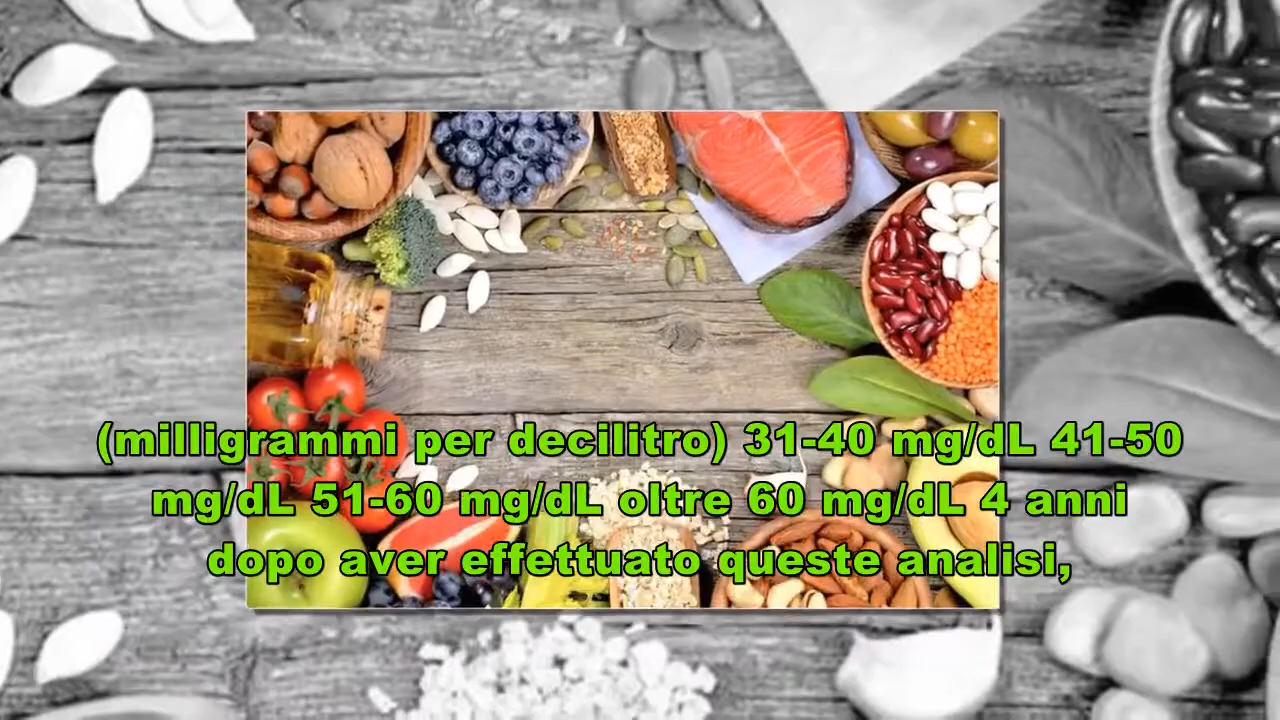 (milligrammi per decilitro) 31-40 mg/dL 41-50
mg/dL 51-60 mg/dL oltre 60 mg/dL 4 anni
dopo aver effettuato queste analisi,